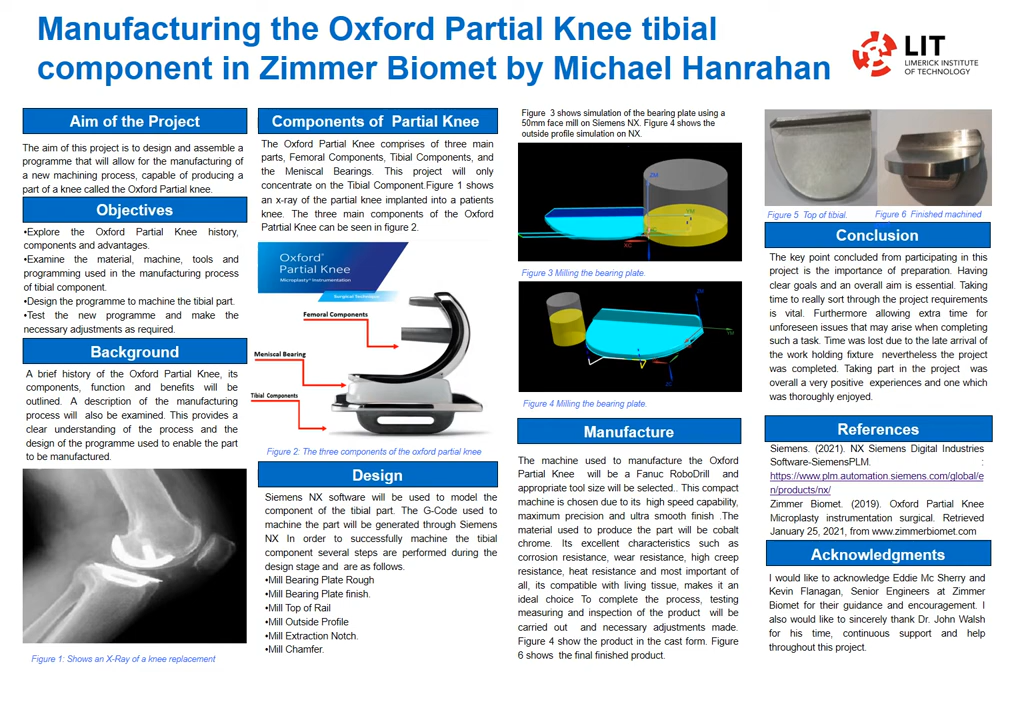 Manufacturing the Oxford Partial Knee tibial
component in Zimmer Biomet by Michael Hanrahan
LIT
LIMERICK INSTITUTE
OF TECHNOLOGY
Aim of the Project
The aim of this project is to design and assemble a
programme that will allow for the manufacturing of
a new machining process, capable of producing a
part of a knee called the Oxford Partial knee.
Objectives
•Explore the Oxford Partial Knee history,
components and advantages.
•Examine the material, machine, tools and
programming used in the manufacturing process
of tibial component.
•Design the programme to machine the tibial part.
•Test the new programme and make the
necessary adjustments as required.
Background
A brief history of the Oxford Partial Knee, its
components, function and benefits will be
outlined. A description of the manufacturing
process will also be examined. This provides a
clear understanding of the process and the
design of the programme used to enable the part
to be manufactured.
Figure 1: Shows an X-Ray of a knee replacement
Components of Partial Knee
The Oxford Partial Knee comprises of three main
parts, Femoral Components, Tibial Components, and
the Meniscal Bearings. This project will only
concentrate on the Tibial Component.Figure 1 shows
an x-ray of the partial knee implanted into a patients
knee. The three main components of the Oxford
Patrtial Knee can be seen in figure 2.
Oxford®
Partial Knee
Microplasty® Instrumentation
Surgical Technique
Femoral Components
Meniscal Bearing
Tibial Components
Figure 2: The three components of the oxford partial knee
Design
Siemens NX software will be used to model the
component of the tibial part. The G-Code used to
machine the part will be generated through Siemens
NX In order to successfully machine the tibial
component several steps are performed during the
design stage and are as follows.
•Mill Bearing Plate Rough
•Mill Bearing Plate finish.
•Mill Top of Rail
•Mill Outside Profile
•Mill Extraction Notch.
•Mill Chamfer.
Figure 3 shows simulation of the bearing plate using a
50mm face mill on Siemens NX. Figure 4 shows the
outside profile simulation on NX.
ZM
YM
XC
Figure 3 Milling the bearing plate.
ZM
YM
Figure 4 Milling the bearing plate.
Manufacture
The machine used to manufacture the Oxford
Partial Knee will be a Fanuc RoboDrill and
appropriate tool size will be selected.. This compact
machine is chosen due to its high speed capability,
maximum precision and ultra smooth finish .The
material used to produce the part will be cobalt
chrome. Its excellent characteristics such as
corrosion resistance, wear resistance, high creep
resistance, heat resistance and most important of
all, its compatible with living tissue, makes it an
ideal choice To complete the process, testing
measuring and inspection of the product will be
carried out and necessary adjustments made.
Figure 4 show the product in the cast form. Figure
6 shows the final finished product.
Figure 5 Top of tibial.
Figure 6 Finished machined
Conclusion
The key point concluded from participating in this
project is the importance of preparation. Having
clear goals and an overall aim is essential. Taking
time to really sort through the project requirements
is vital. Furthermore allowing extra time for
unforeseen issues that may arise when completing
such a task. Time was lost due to the late arrival of
the work holding fixture nevertheless the project
was completed. Taking part in the project was
overall a very positive experiences and one which
was thoroughly enjoyed.
References
Siemens. (2021). NX Siemens Digital Industries
Software-SiemensPLM. :
https://www.plm.automation.siemens.com/global/e
n/products/nx/
Zimmer Biomet. (2019). Oxford Partial Knee
Microplasty instrumentation surgical. Retrieved
January 25, 2021, from www.zimmerbiomet.com
Acknowledgments
I would like to acknowledge Eddie Mc Sherry and
Kevin Flanagan, Senior Engineers at Zimmer
Biomet for their guidance and encouragement. I
also would like to sincerely thank Dr. John Walsh
for his time, continuous support and help
throughout this project.